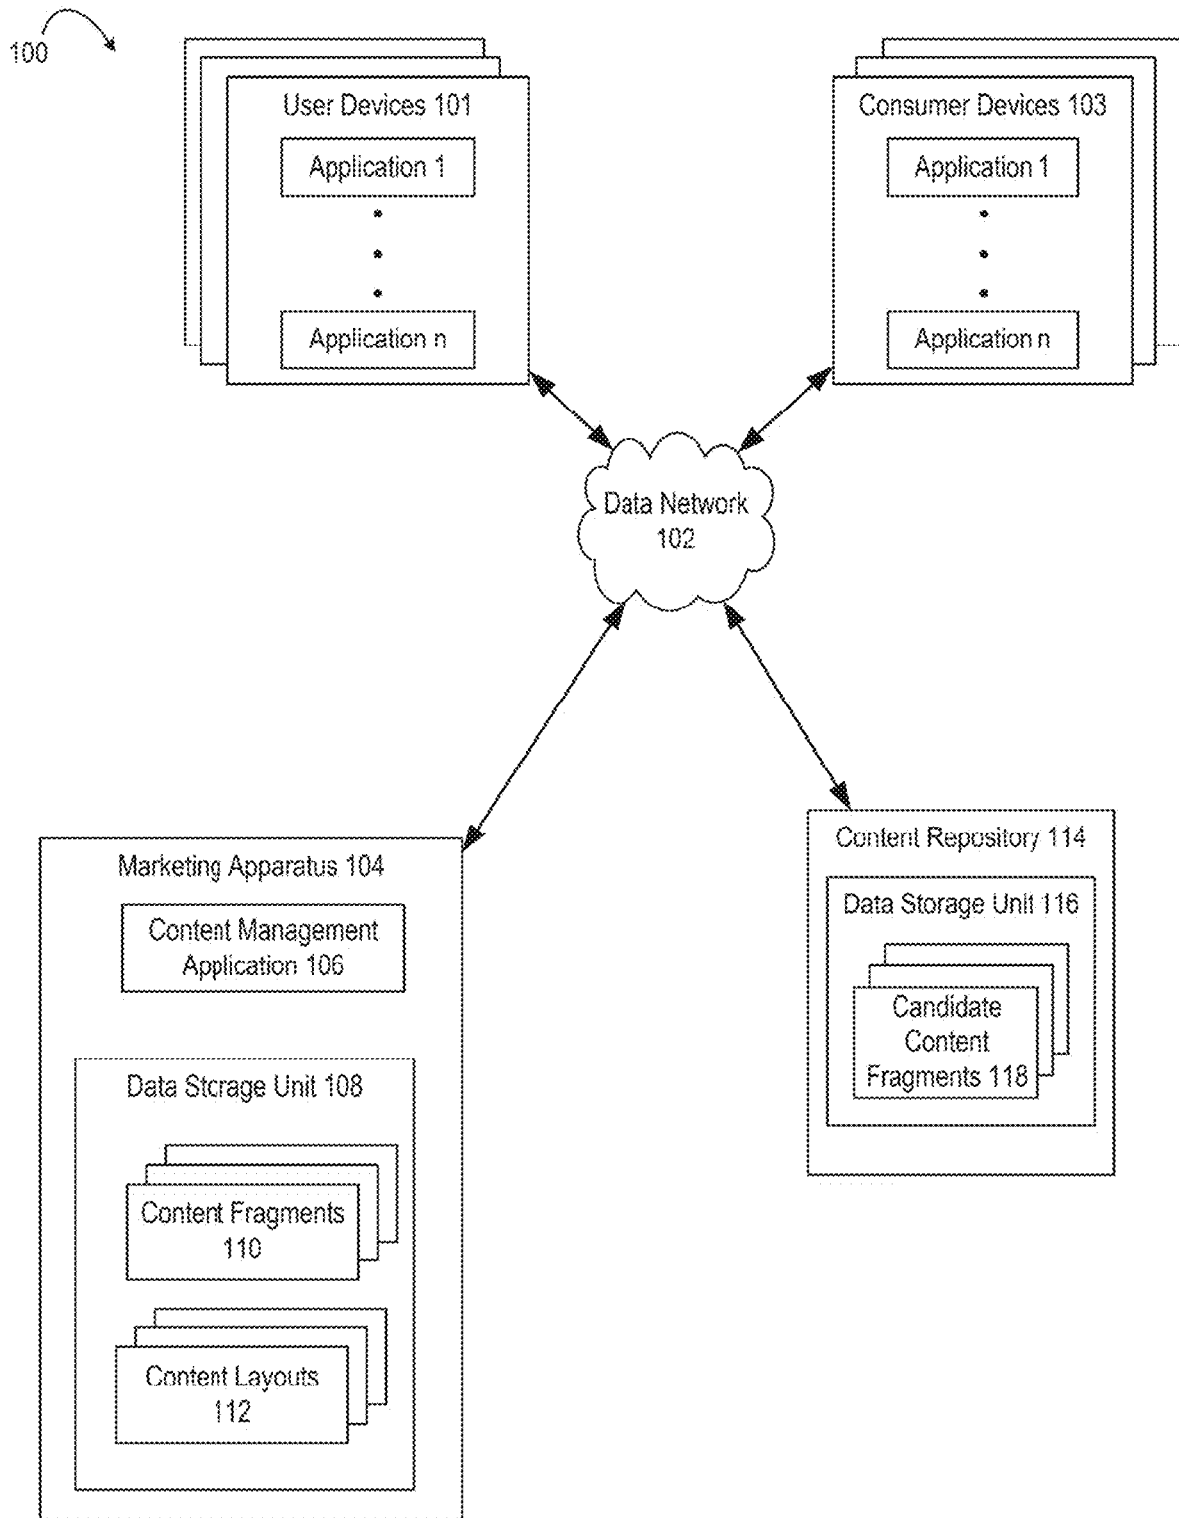 100
User Devices 101
Application 1
Application n
Consumer Devices 103
Application 1
Application n
Data Network
102
Marketing Apparatus 104
Content Management
Application 106
Data Storage Unit 108
Content Fragments
110
Content Layouts
112
Content Repository 114
Data Storage Unit 116
Candidate
Content
Fragments 118